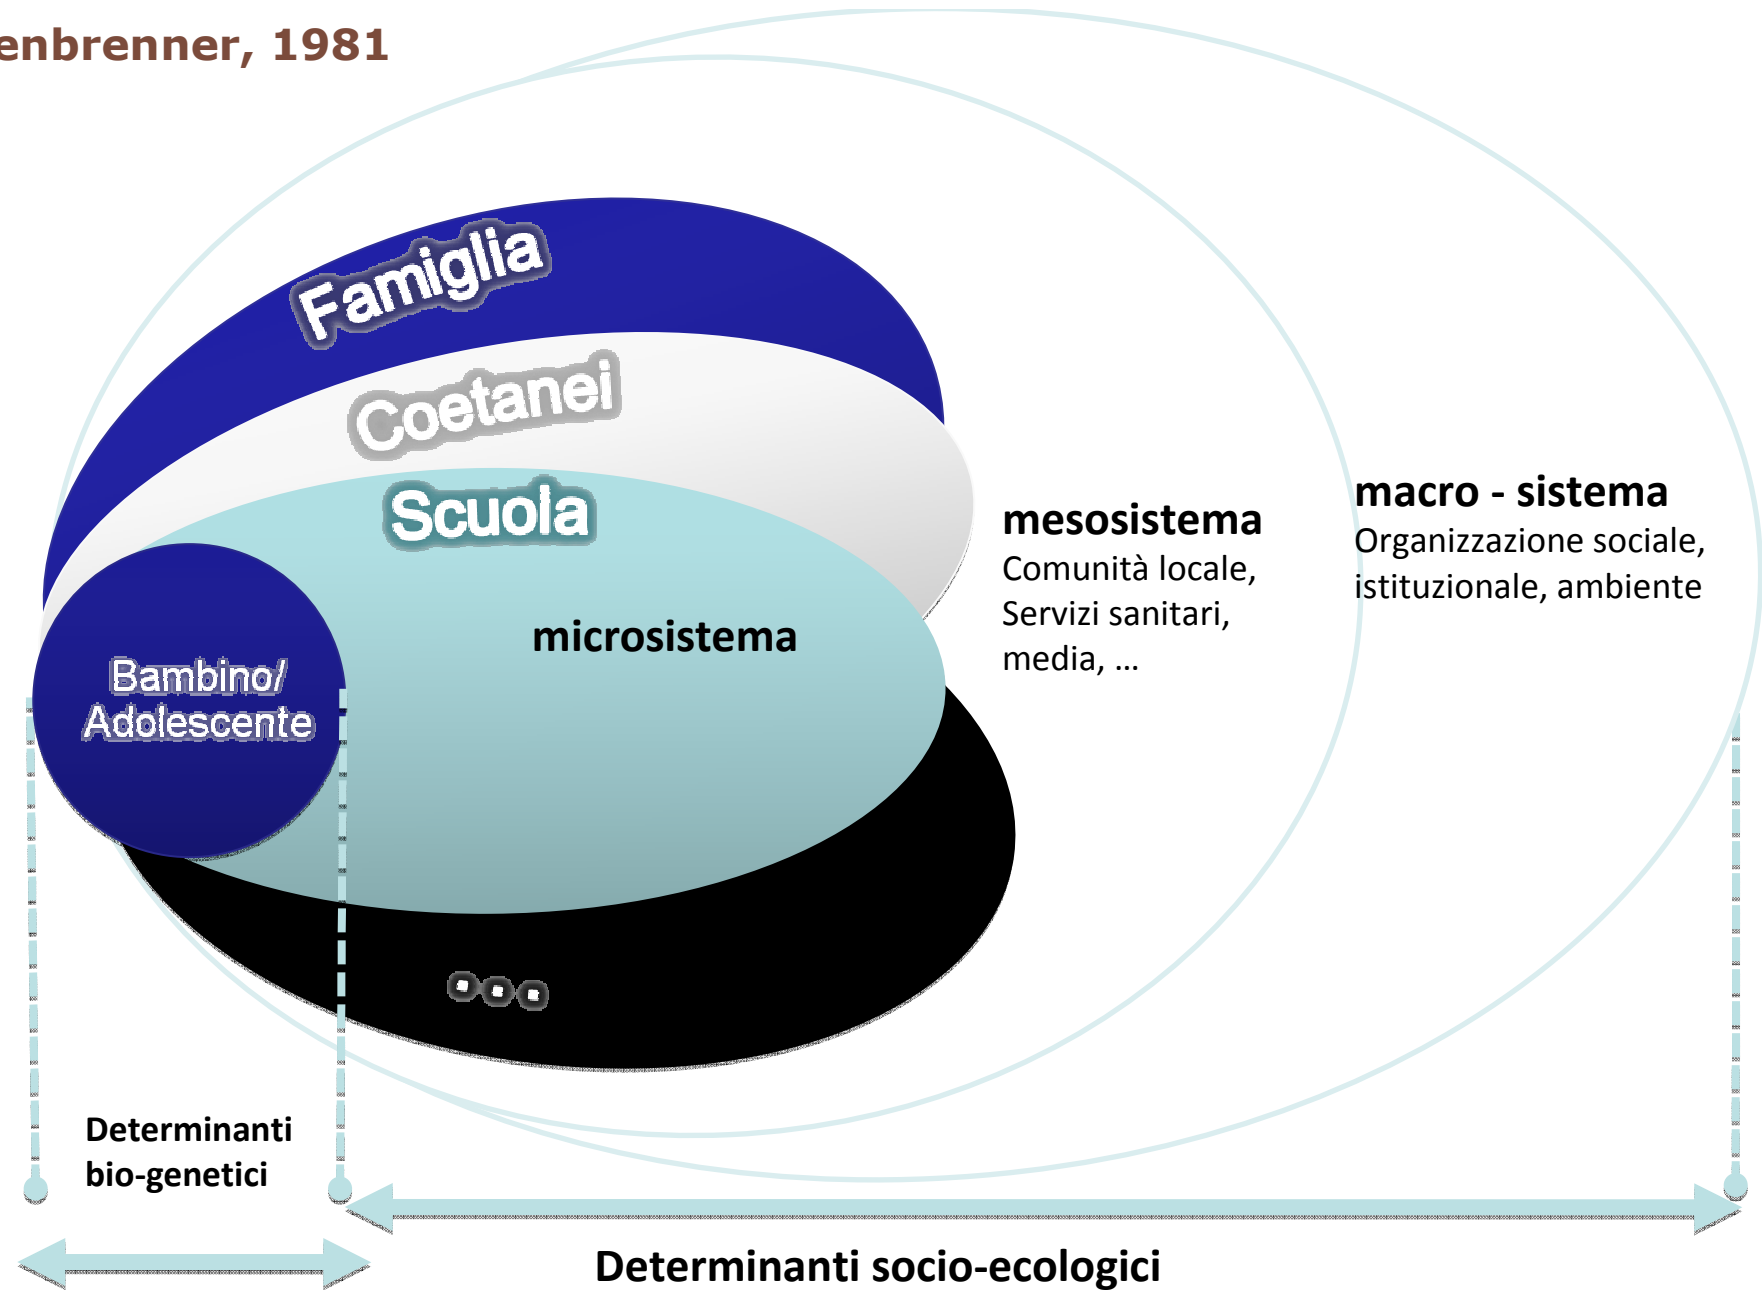 enbrenner, 1981
Famiglia
Coetanei
Scuola
microsistema
Bambino/
Adolescente
...
mesosistema
Comunità locale,
Servizi sanitari,
media, ...
macro - sistema
Organizzazione sociale,
istituzionale, ambiente
Determinanti
bio-genetici
Determinanti socio-ecologici